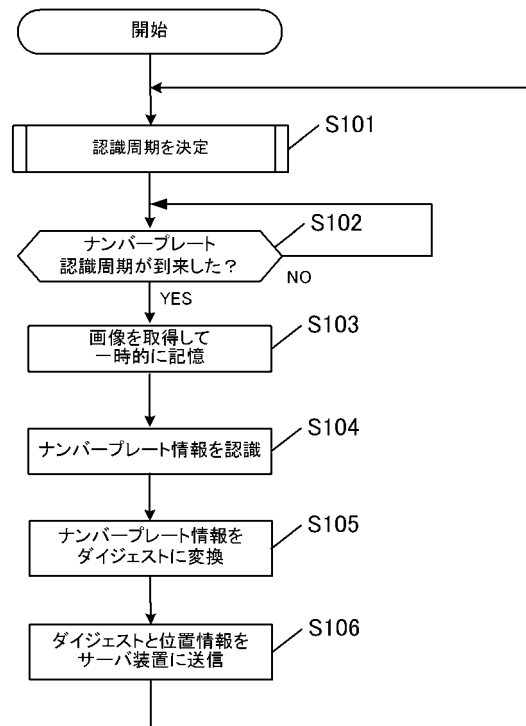 開始
S101
認識周期を決定
S102
ナンバープレート
認識周期が到来した？
NO
YES
S103
画像を取得して
一時的に記憶
S104
ナンバープレート情報を認識
S105
ナンバープレート情報を
ダイジェストに変換
S106
ダイジェストと位置情報を
サーバ装置に送信